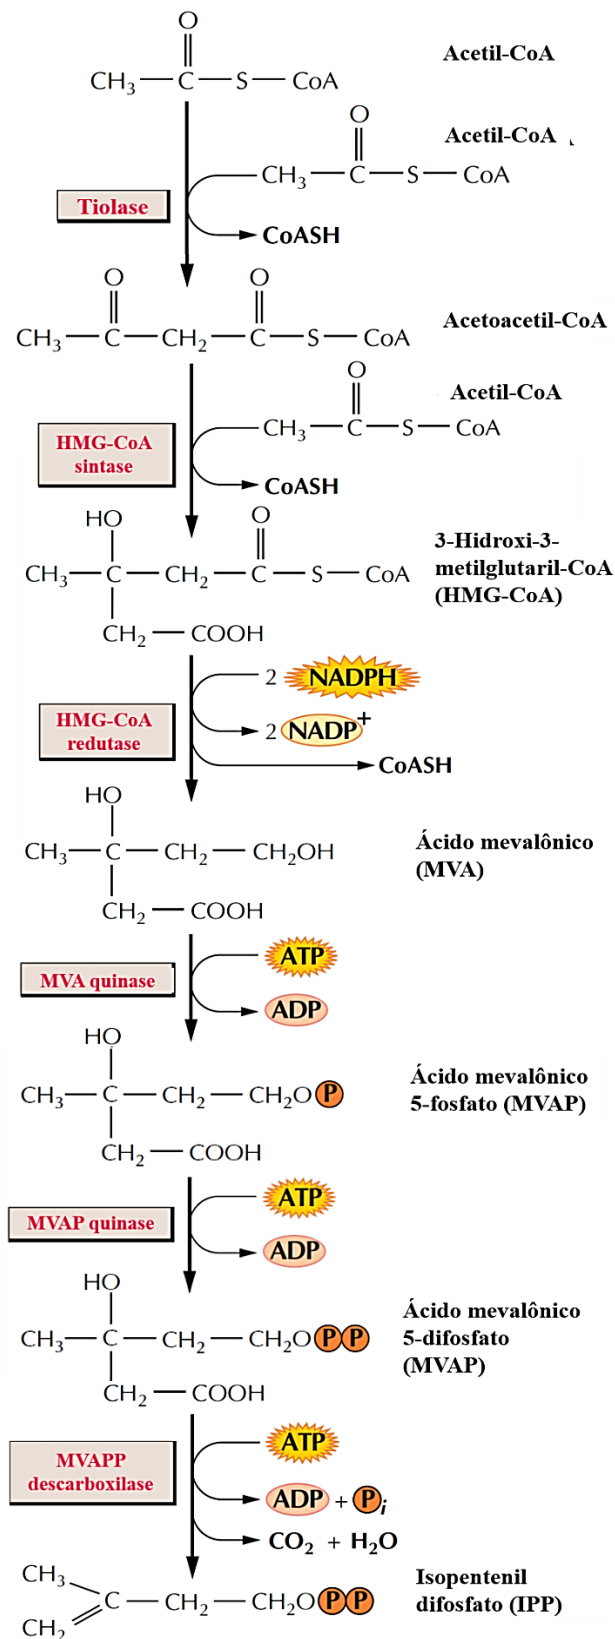 O
CH₃ — C — S — CoA
Acetil-CoA
Acetil-CoA
O
CH₃ — C — S — CoA
Tiolase
CoASH
O O
CH₃ — C — CH₂ — C — S — CoA
Acetoacetil-CoA
Acetil-CoA
O
CH₃ — C — S — CoA
HMG-CoA
sintase
CoASH
HO O
CH₃ — C — CH₂ — C — S — CoA
CH₂ — COOH
3-Hidroxi-3-
metilglutaril-CoA
(HMG-CoA)
2 NADPH
HMG-CoA
redutase
2 NADP⁺
CoASH
HO
CH₃ — C — CH₂ — CH₂OH
CH₂ — COOH
Ácido mevalônico
(MVA)
ATP
MVA quinase
ADP
HO
CH₃ — C — CH₂ — CH₂O P
CH₂ — COOH
Ácido mevalônico
5-fosfato (MVAP)
ATP
MVAP quinase
ADP
HO
CH₃ — C — CH₂ — CH₂O P P
CH₂ — COOH
Ácido mevalônico
5-difosfato
(MVAP)
ATP
MVAPP
descarboxilase
ADP + Pᵢ
CO₂ + H₂O
CH₃
C — CH₂ — CH₂O P P
CH₂
Isopentenil
difosfato (IPP)